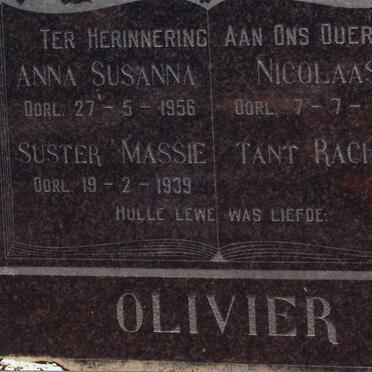 TER HERINNERING AAN ONS OUER
ANNA SUSANNA NICOLAAS
OORL. 27-5-1956 OORL. 7-7-
SUSTER MASSIE TANT RACH
OORL. 19-2-1939
HULLE LEWE WAS LIEFDE.
OLIVIER